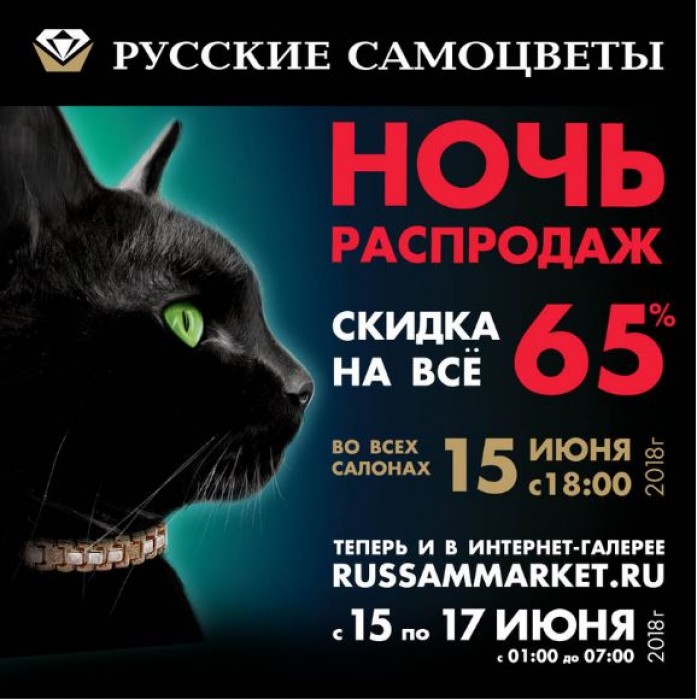 РУССКИЕ САМОЦВЕТЫ
НОЧЬ
РАСПРОДАЖ
СКИДКА
НА ВСЁ
65%
ВО ВСЕХ
САЛОНАХ
15 ИЮНЯ
с 18:00
2018г
ТЕПЕРЬ И В ИНТЕРНЕТ-ГАЛЕРЕЕ
RUSSAMMARKET.RU
с 15 по 17 ИЮНЯ
с 01:00 до 07:00
2018г